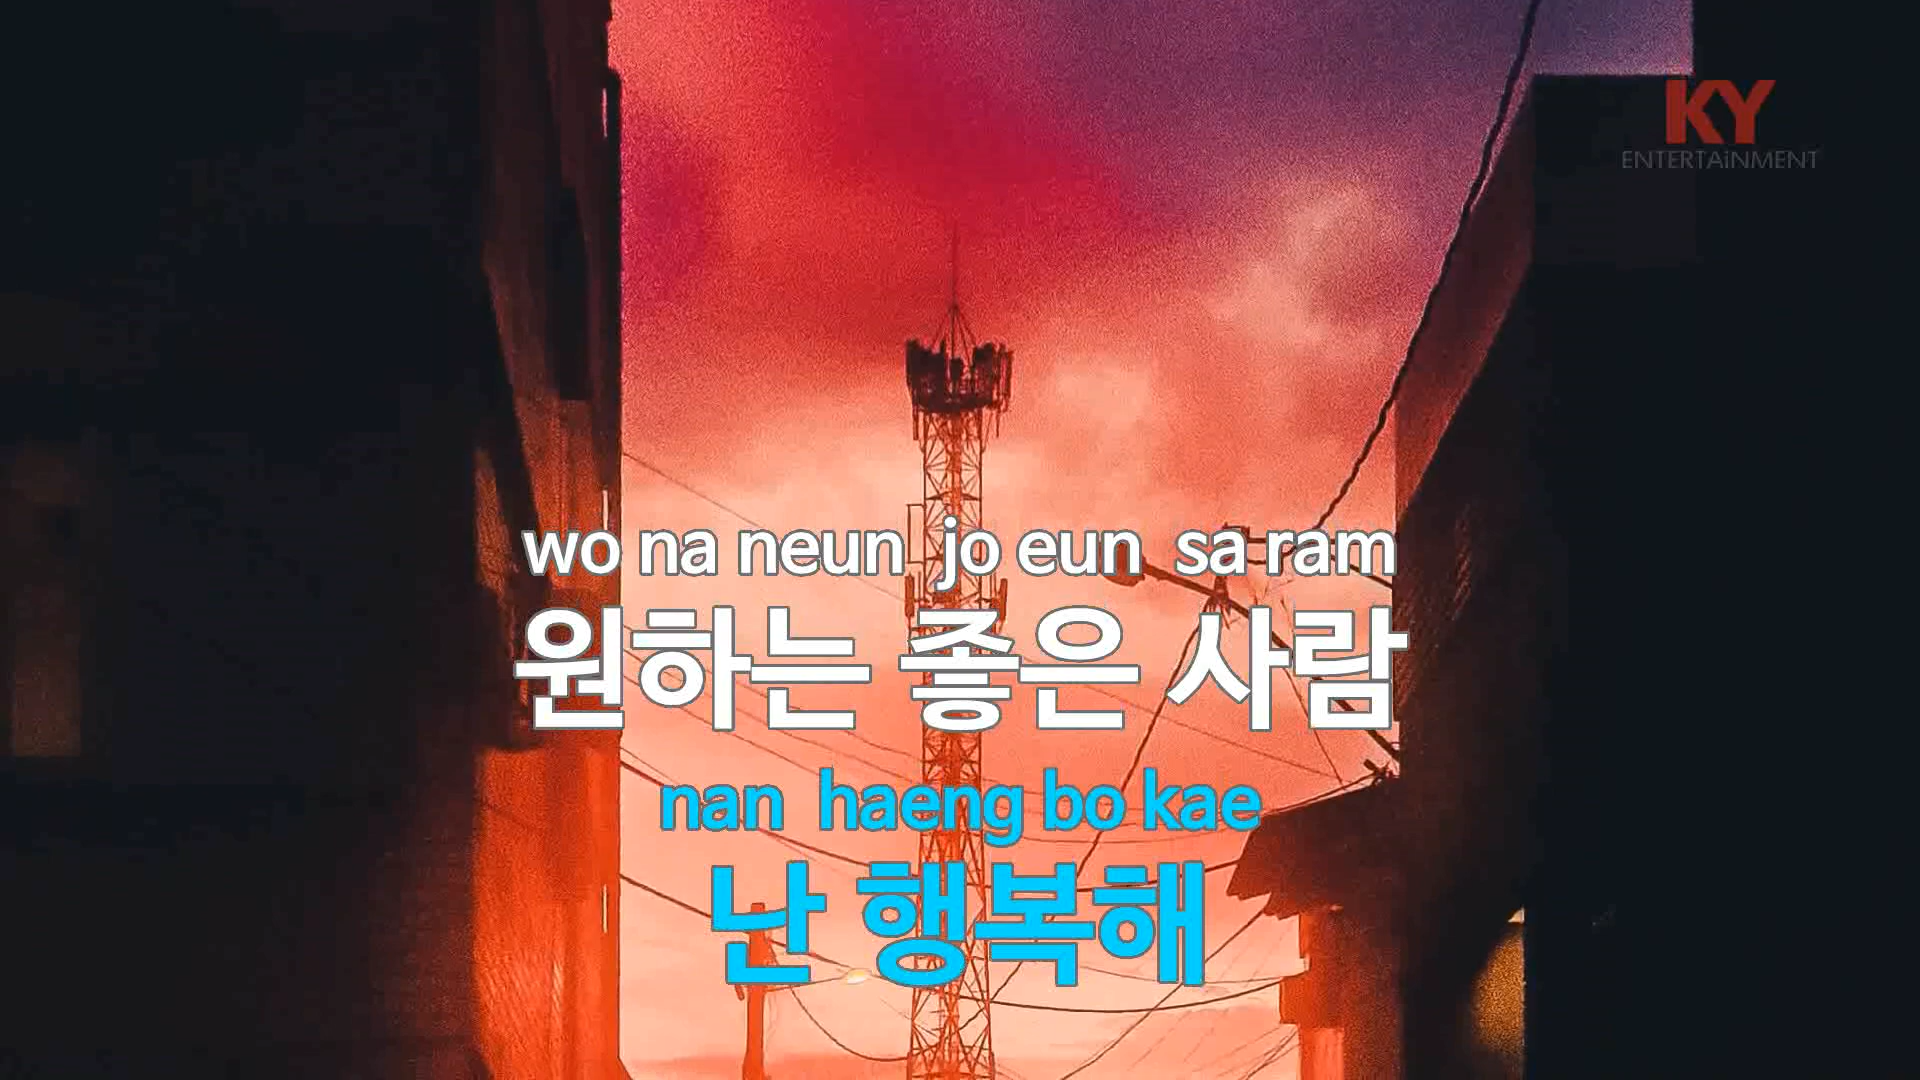 KY
ENTERTAiNMENT
wo na neun jo eun sa ram
원하는 좋은 사람
nan haeng bo kae
난 행복해